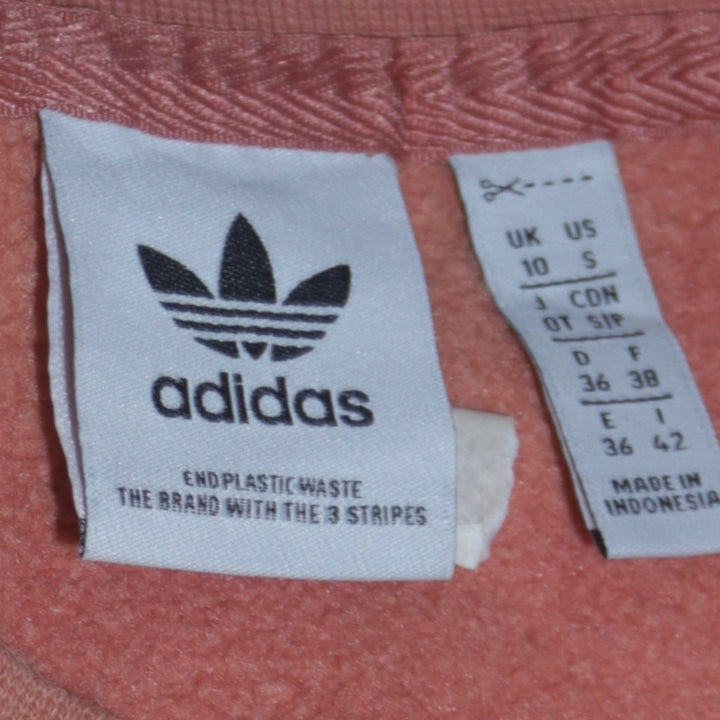 adidas
END PLASTIC WASTE
THE BRAND WITH THE 3 STRIPES
UK US
10 S
J CDN
OT S/P
D F
36 38
E I
36 42
MADE IN
INDONESIA